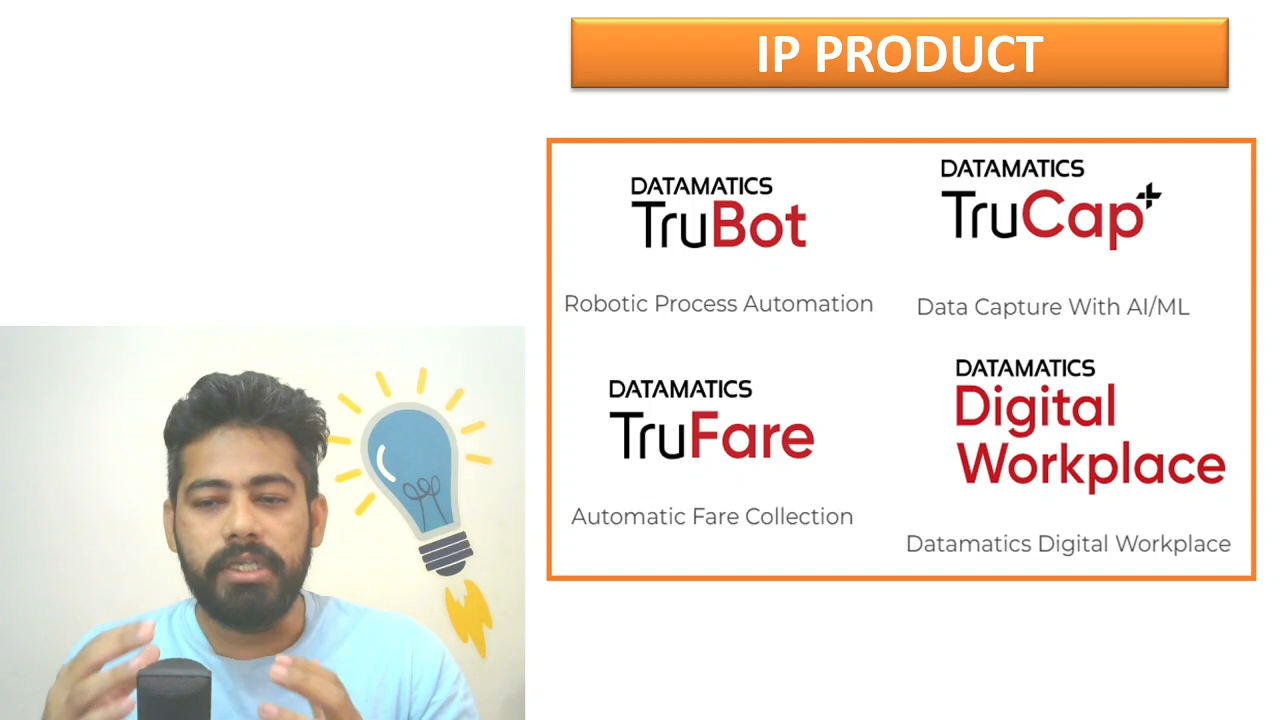 IP PRODUCT
DATAMATICS
TruBot
Robotic Process Automation
DATAMATICS
TruCap+
Data Capture With AI/ML
DATAMATICS
TruFare
Automatic Fare Collection
DATAMATICS
Digital
Workplace
Datamatics Digital Workplace